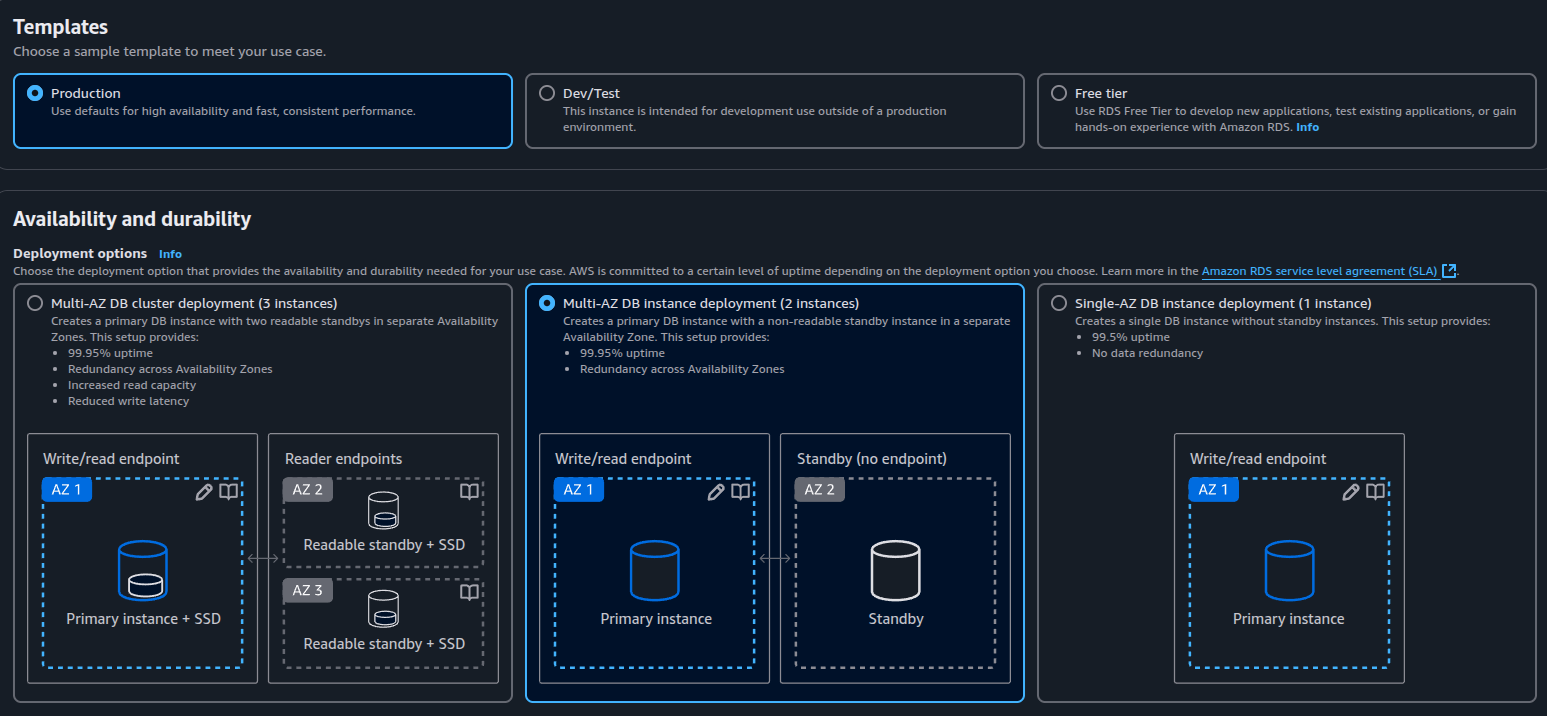 Templates
Choose a sample template to meet your use case.
Production
Use defaults for high availability and fast, consistent performance.
Dev/Test
This instance is intended for development use outside of a production
environment.
Free tier
Use RDS Free Tier to develop new applications, test existing applications, or gain
hands-on experience with Amazon RDS. Info
Availability and durability
Deployment options Info
Choose the deployment option that provides the availability and durability needed for your use case. AWS is committed to a certain level of uptime depending on the deployment option you choose. Learn more in the Amazon RDS service level agreement (SLA).
Multi-AZ DB cluster deployment (3 instances)
Creates a primary DB instance with two readable standbys in separate Availability
Zones. This setup provides:
• 99.95% uptime
• Redundancy across Availability Zones
• Increased read capacity
• Reduced write latency
Write/read endpoint
AZ 1
Primary instance + SSD
Reader endpoints
AZ 2
Readable standby + SSD
AZ 3
Readable standby + SSD
Multi-AZ DB instance deployment (2 instances)
Creates a primary DB instance with a non-readable standby instance in a separate
Availability Zone. This setup provides:
• 99.95% uptime
• Redundancy across Availability Zones
Write/read endpoint
AZ 1
Primary instance
Standby (no endpoint)
AZ 2
Standby
Single-AZ DB instance deployment (1 instance)
Creates a single DB instance without standby instances. This setup provides:
• 99.5% uptime
• No data redundancy
Write/read endpoint
AZ 1
Primary instance